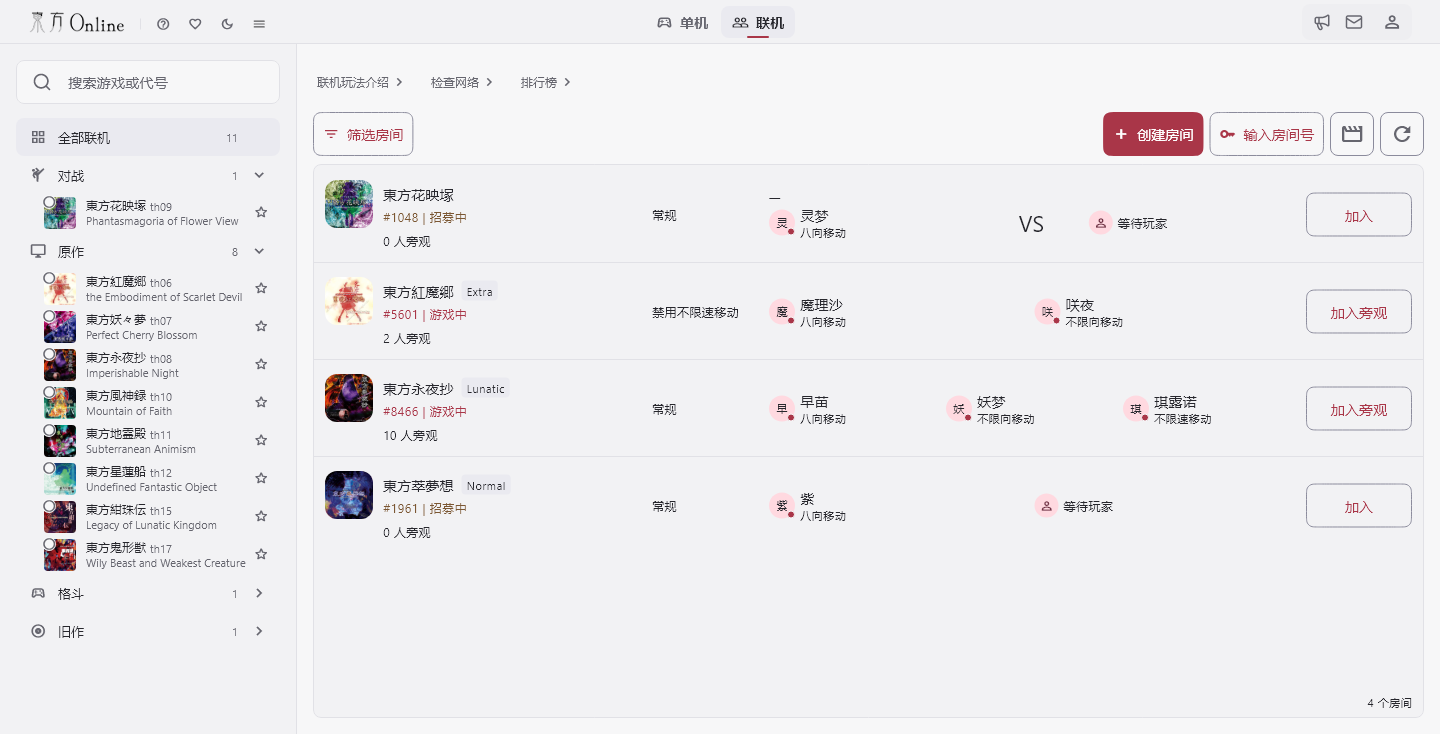 東方 Online
单机
联机
搜索游戏或代号
全部联机 11
对战 1
東方花映塚 th09
Phantasmagoria of Flower View
原作 8
東方紅魔郷 th06
the Embodiment of Scarlet Devil
東方妖々夢 th07
Perfect Cherry Blossom
東方永夜抄 th08
Imperishable Night
東方風神録 th10
Mountain of Faith
東方地霊殿 th11
Subterranean Animism
東方星蓮船 th12
Undefined Fantastic Object
東方紺珠伝 th15
Legacy of Lunatic Kingdom
東方鬼形獣 th17
Wily Beast and Weakest Creature
格斗 1
旧作 1
联机玩法介绍
检查网络
排行榜
筛选房间
创建房间
输入房间号
東方花映塚
#1048 | 招募中
0 人旁观
常规
—
灵
灵梦
八向移动
VS
等待玩家
加入
東方紅魔郷 Extra
#5601 | 游戏中
2 人旁观
禁用不限速移动
魔
魔理沙
八向移动
咲
咲夜
不限向移动
加入旁观
東方永夜抄 Lunatic
#8466 | 游戏中
10 人旁观
常规
早
早苗
八向移动
妖
妖梦
不限向移动
琪
琪露诺
不限速移动
加入旁观
東方萃夢想 Normal
#1961 | 招募中
0 人旁观
常规
紫
紫
八向移动
等待玩家
加入
4 个房间